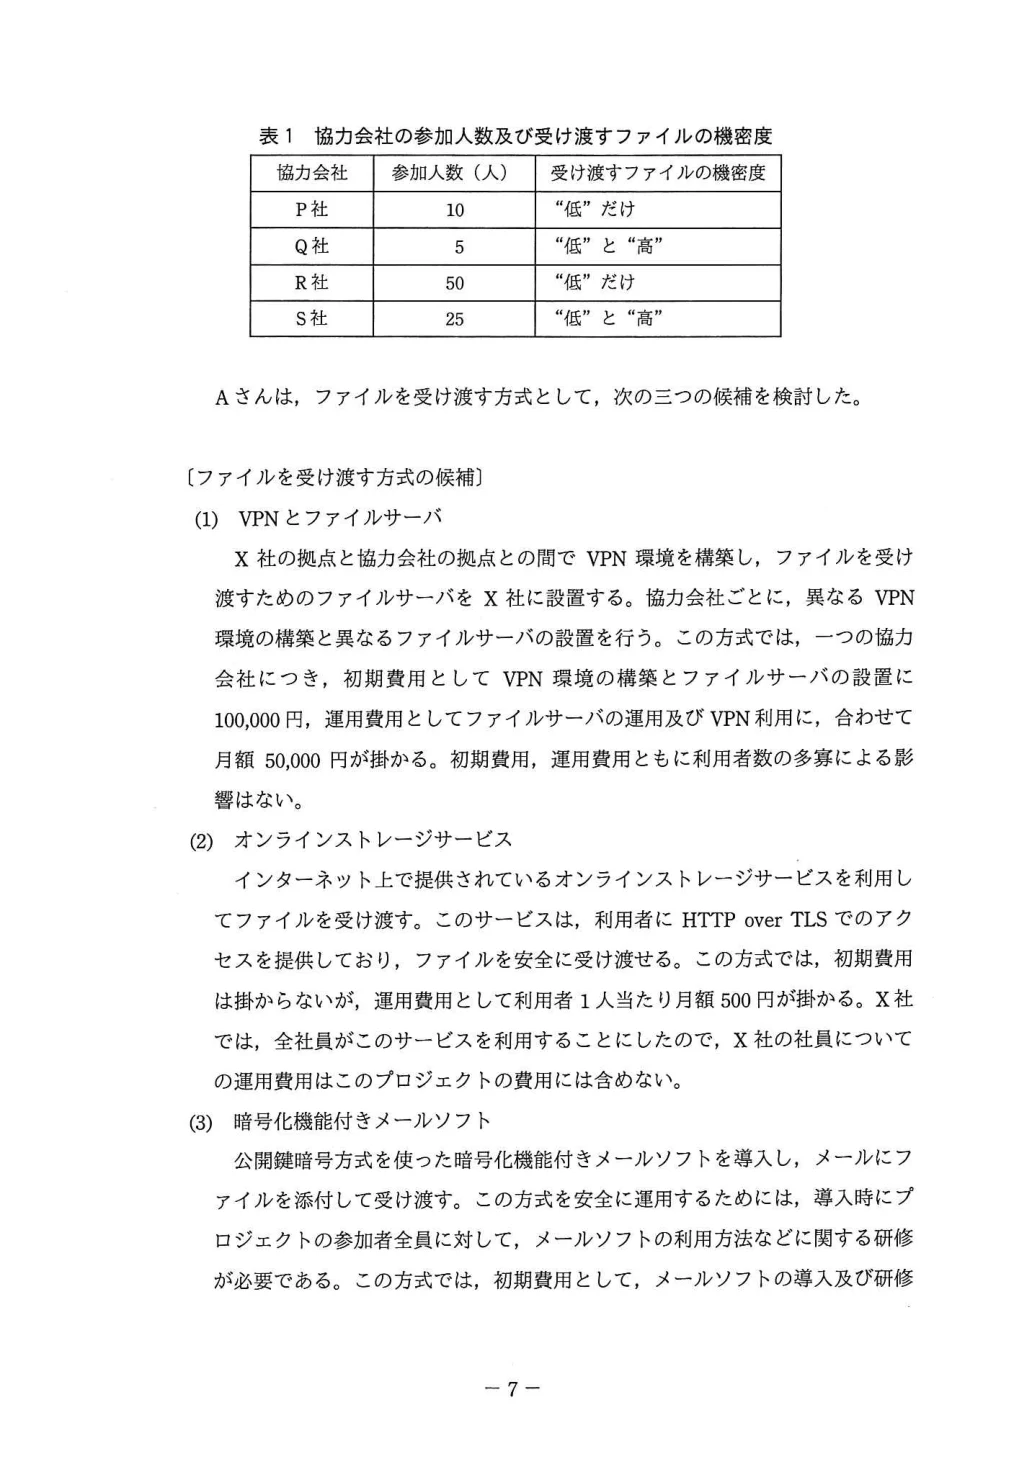 表1　協力会社の参加人数及び受け渡すファイルの機密度
協力会社　参加人数（人）　受け渡すファイルの機密度
P社　10　“低”だけ
Q社　5　“低”と“高”
R社　50　“低”だけ
S社　25　“低”と“高”
Aさんは，ファイルを受け渡す方式として，次の三つの候補を検討した。
〔ファイルを受け渡す方式の候補〕
(1)　VPNとファイルサーバ
X 社の拠点と協力会社の拠点との間で VPN 環境を構築し，ファイルを受け
渡すためのファイルサーバを X 社に設置する。協力会社ごとに，異なる VPN
環境の構築と異なるファイルサーバの設置を行う。この方式では，一つの協力
会社につき，初期費用として VPN 環境の構築とファイルサーバの設置に
100,000円，運用費用としてファイルサーバの運用及びVPN利用に，合わせて
月額 50,000 円が掛かる。初期費用，運用費用ともに利用者数の多寡による影
響はない。
(2)　オンラインストレージサービス
インターネット上で提供されているオンラインストレージサービスを利用し
てファイルを受け渡す。このサービスは，利用者に HTTP over TLS でのアク
セスを提供しており，ファイルを安全に受け渡せる。この方式では，初期費用
は掛からないが，運用費用として利用者1人当たり月額500円が掛かる。X社
では，全社員がこのサービスを利用することにしたので，X 社の社員について
の運用費用はこのプロジェクトの費用には含めない。
(3)　暗号化機能付きメールソフト
公開鍵暗号方式を使った暗号化機能付きメールソフトを導入し，メールにフ
ァイルを添付して受け渡す。この方式を安全に運用するためには，導入時にプ
ロジェクトの参加者全員に対して，メールソフトの利用方法などに関する研修
が必要である。この方式では，初期費用として，メールソフトの導入及び研修
－ 7 －